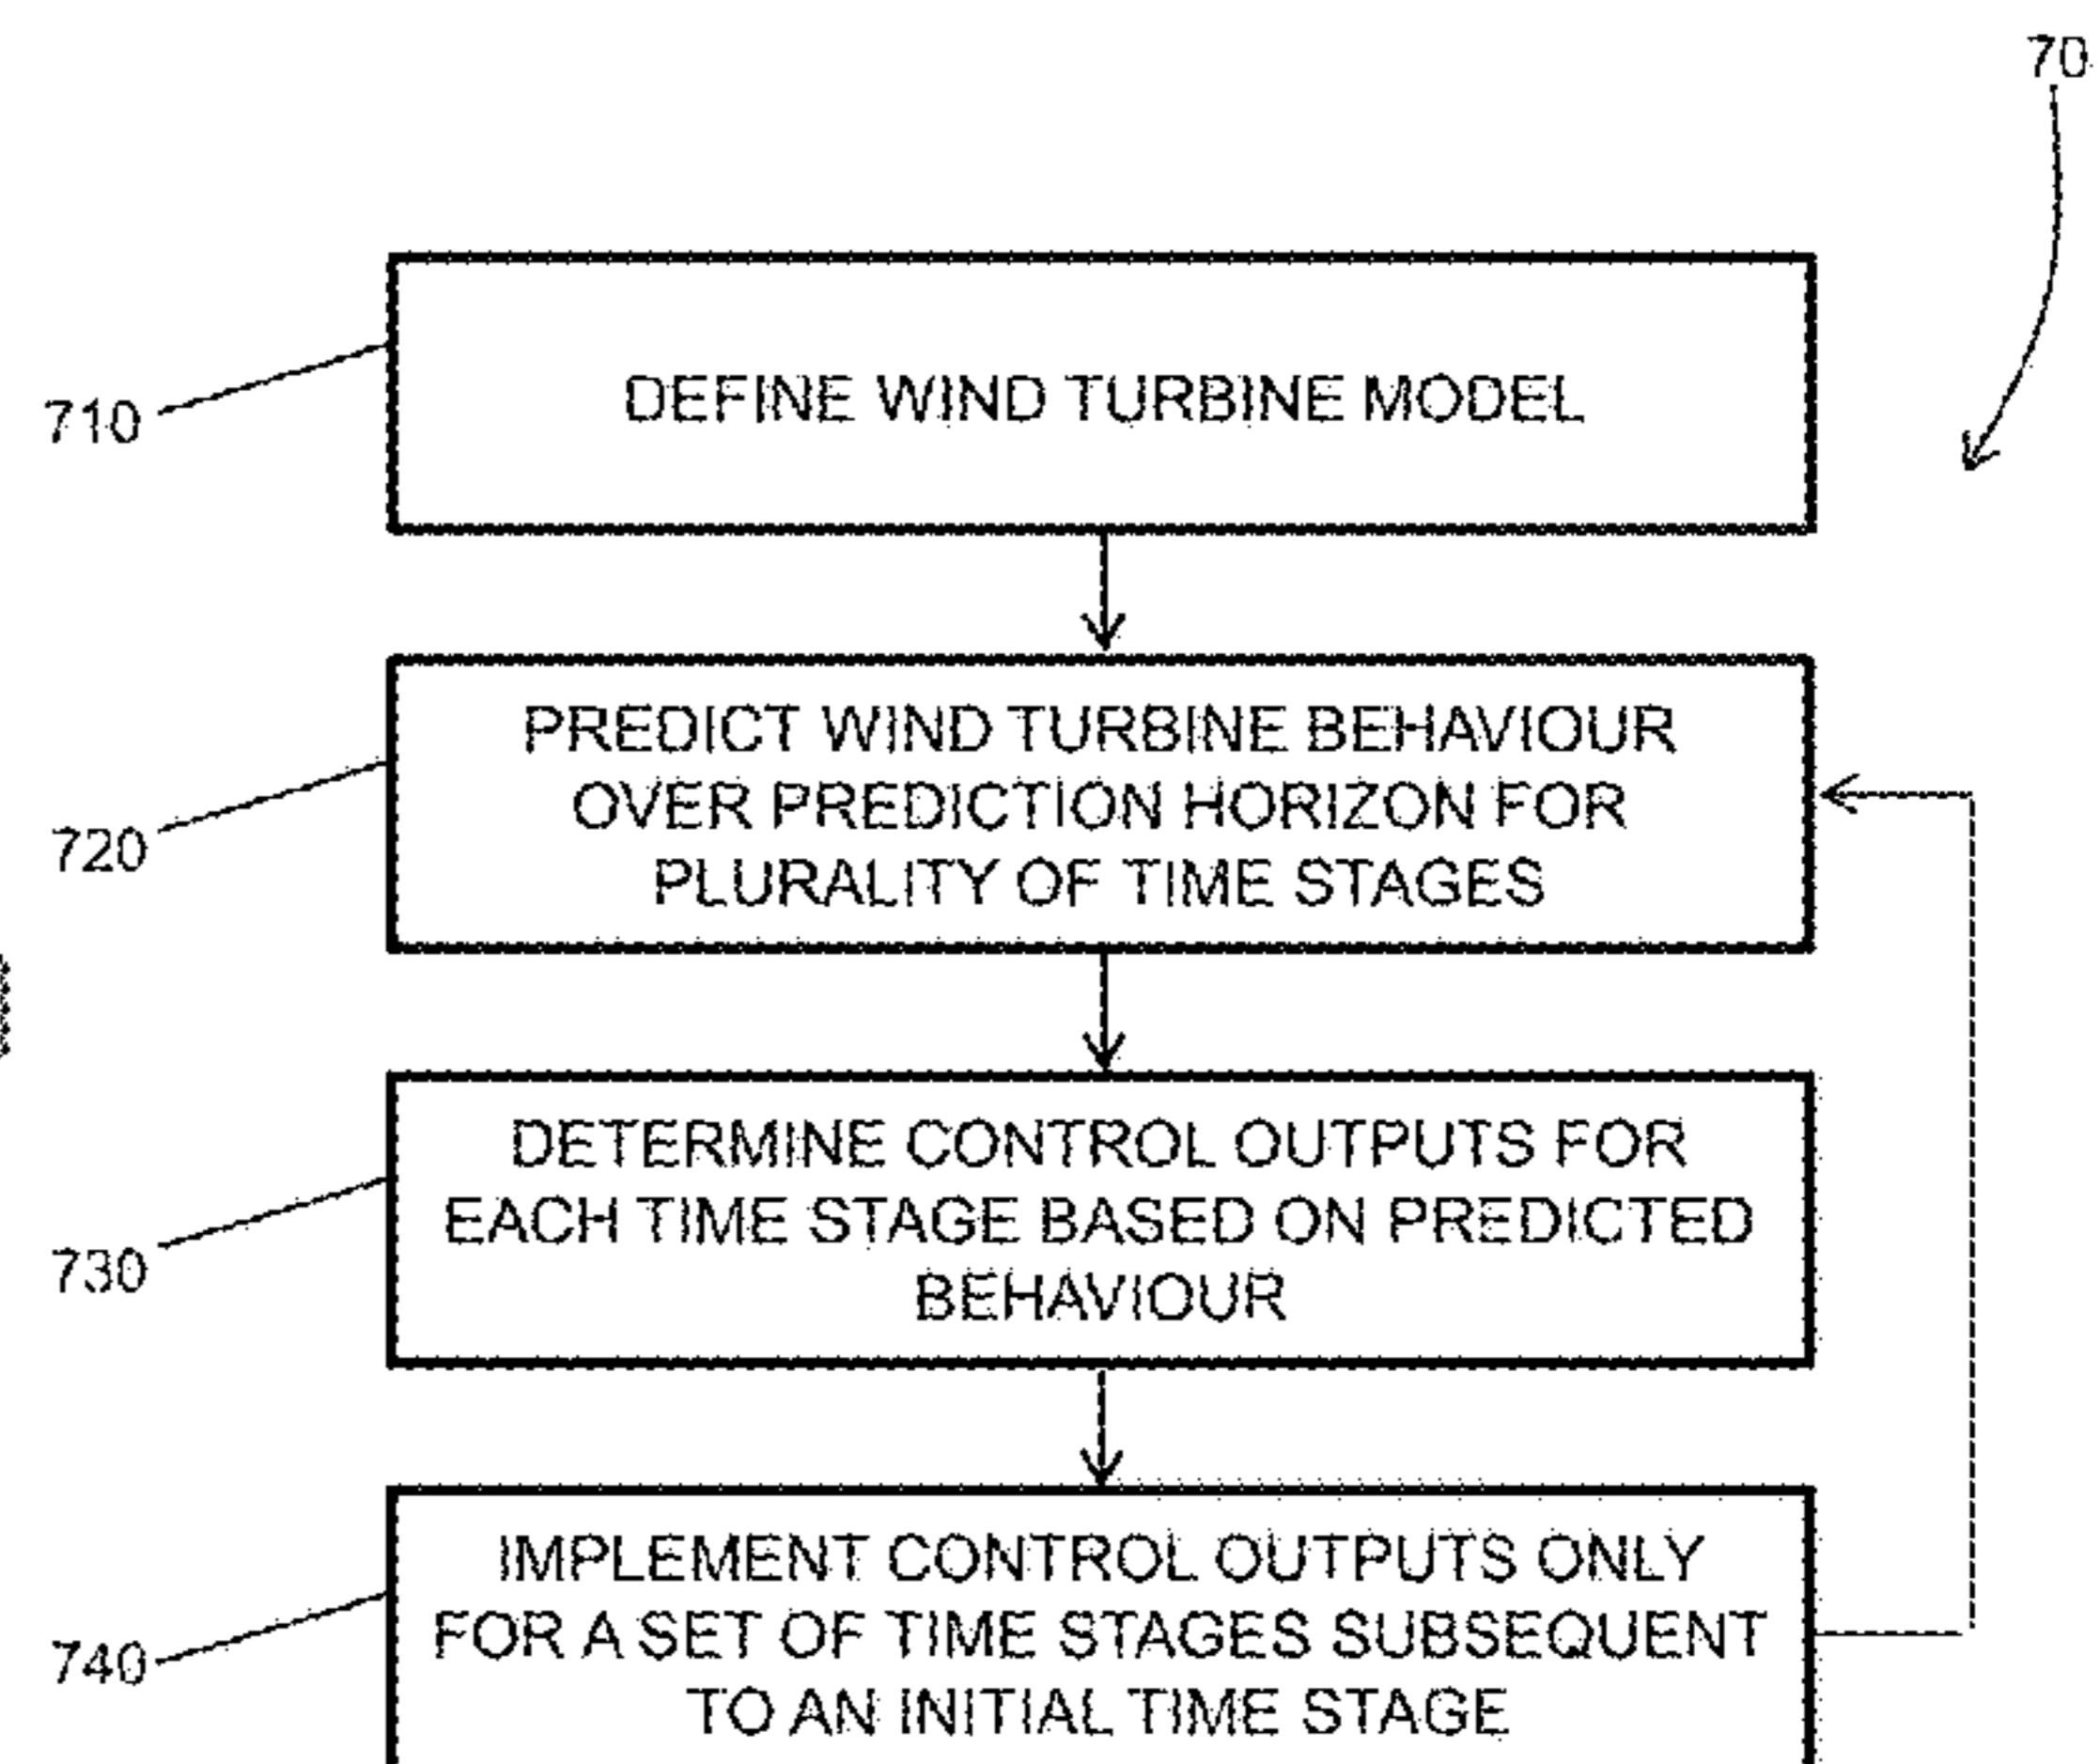 70
710
DEFINE WIND TURBINE MODEL
720
PREDICT WIND TURBINE BEHAVIOUR
OVER PREDICTION HORIZON FOR
PLURALITY OF TIME STAGES
730
DETERMINE CONTROL OUTPUTS FOR
EACH TIME STAGE BASED ON PREDICTED
BEHAVIOUR
740
IMPLEMENT CONTROL OUTPUTS ONLY
FOR A SET OF TIME STAGES SUBSEQUENT
TO AN INITIAL TIME STAGE